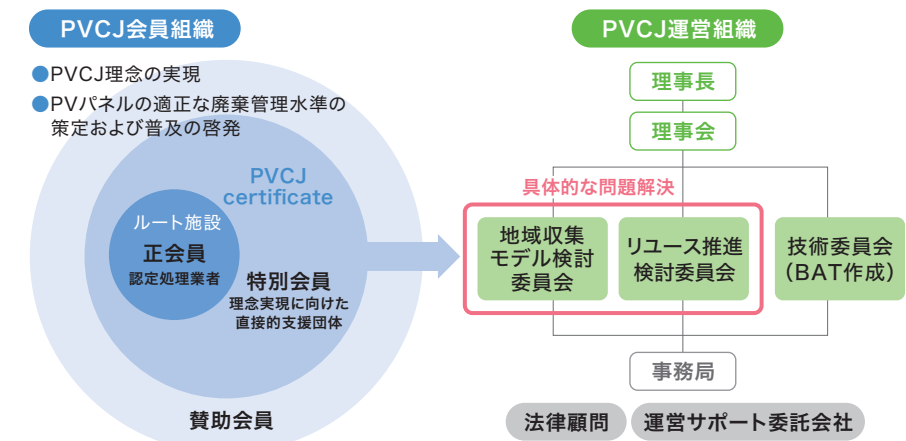 PVCJ会員組織
●PVCJ理念の実現
●PVパネルの適正な廃棄管理水準の
策定および普及の啓発
PVCJ
certificate
ルート施設
正会員
認定処理業者
特別会員
理念実現に向けた
直接的支援団体
賛助会員
PVCJ運営組織
理事長
理事会
具体的な問題解決
地域収集
モデル検討
委員会
リユース推進
検討委員会
技術委員会
（BAT作成）
事務局
法律顧問
運営サポート委託会社